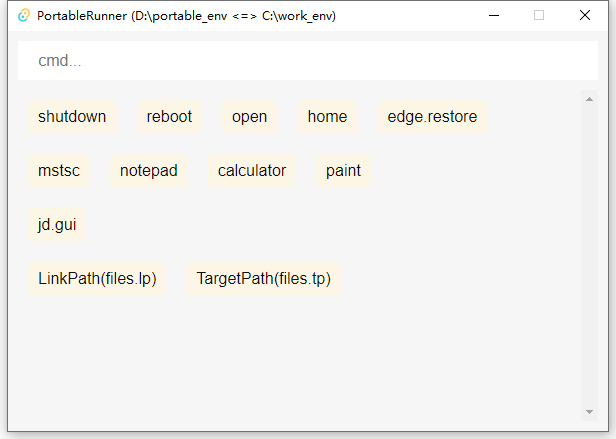 PortableRunner (D:\portable_env <=> C:\work_env)
cmd...
shutdown reboot open home edge.restore
mstsc notepad calculator paint
jd.gui
LinkPath(files.lp) TargetPath(files.tp)